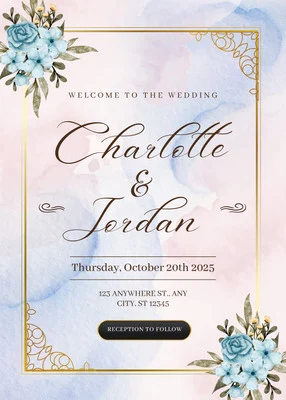 WELCOME TO THE WEDDING
Charlotte
&
Jordan
Thursday, October 20th 2025
123 ANYWHERE ST., ANY
CITY, ST 12345
RECEPTION TO FOLLOW